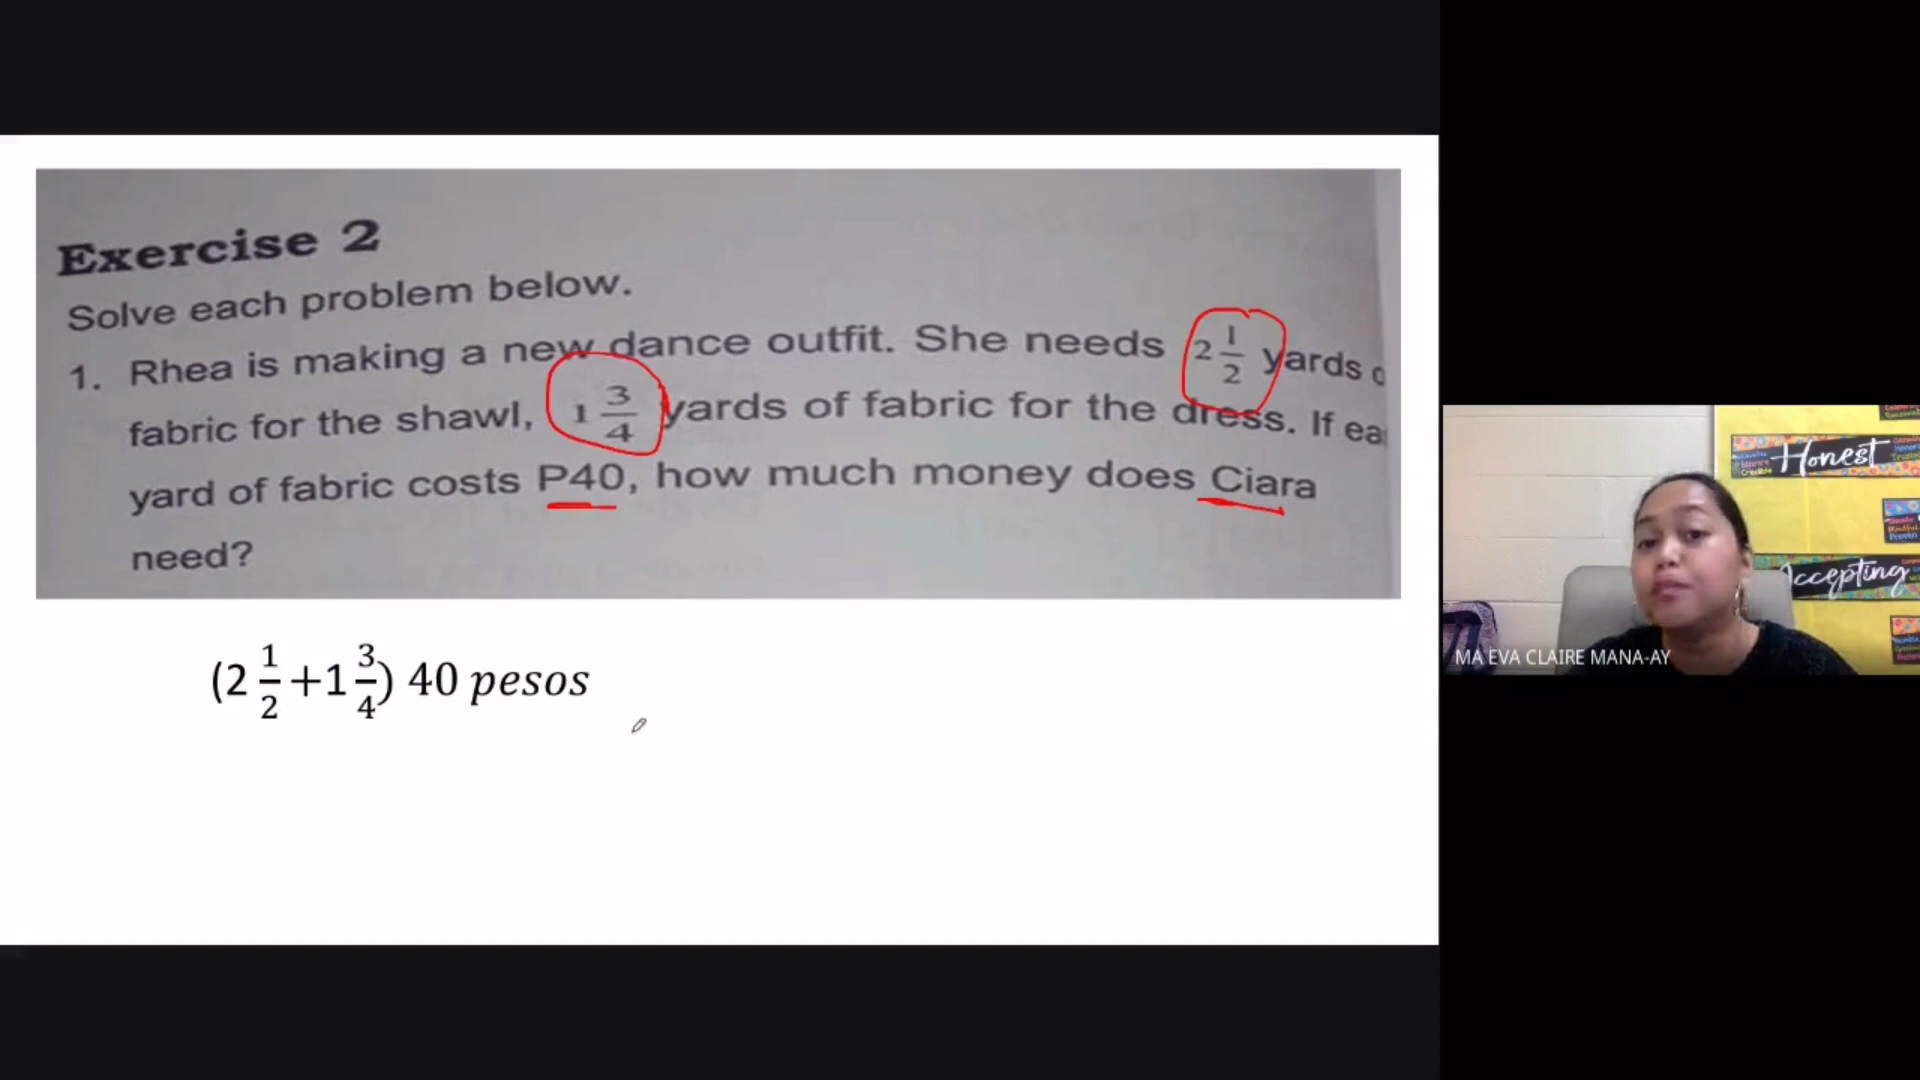 Exercise 2
Solve each problem below.
1. Rhea is making a new dance outfit. She needs 2 1/2 yards
fabric for the shawl, 1 3/4 yards of fabric for the dress. If
yard of fabric costs P40, how much money does Ciara
need?
(2 1/2 + 1 3/4) 40 pesos
Honest
Accepting
MA EVA CLAIRE MANA-AY